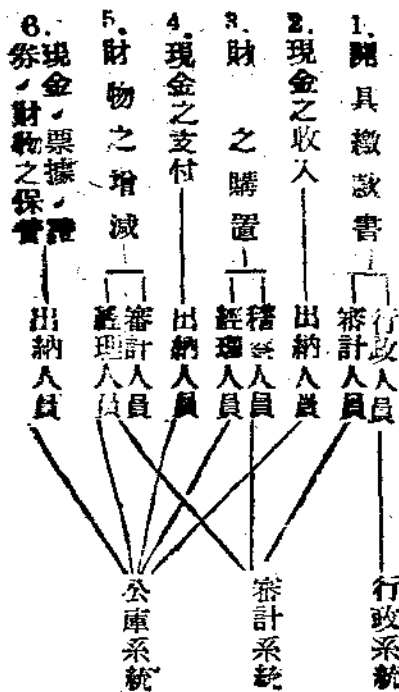 1.開具繳款書
2.現金之收入
3.財 之購置
4.現金之支付
5.財物之增減
6.現金、票據、證
券、財物之保管
行政人員
審計人員
出納人員
稽察人員
經理人員
出納人員
審計人員
經理人員
出納人員
行政系統
審計系統
公庫系統